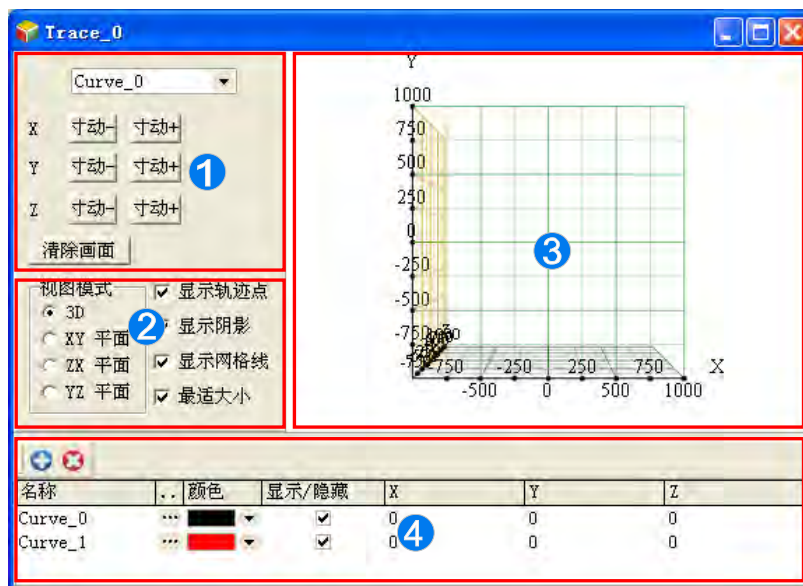 Trace_0
Curve_0
X 寸动- 寸动+
Y 寸动- 寸动+
Z 寸动- 寸动+
清除画面
1
视图模式
3D
XY 平面
ZX 平面
YZ 平面
显示轨迹点
显示阴影
显示网格线
最适大小
2
Y
1000
750
500
250
0
-250
-500
-750
-750 -250 250 750 X
-500 0 500 1000
3
名称 .. 颜色 显示/隐藏 X Y Z
Curve_0 ... 0 0 0
Curve_1 ... 0 0 0
4